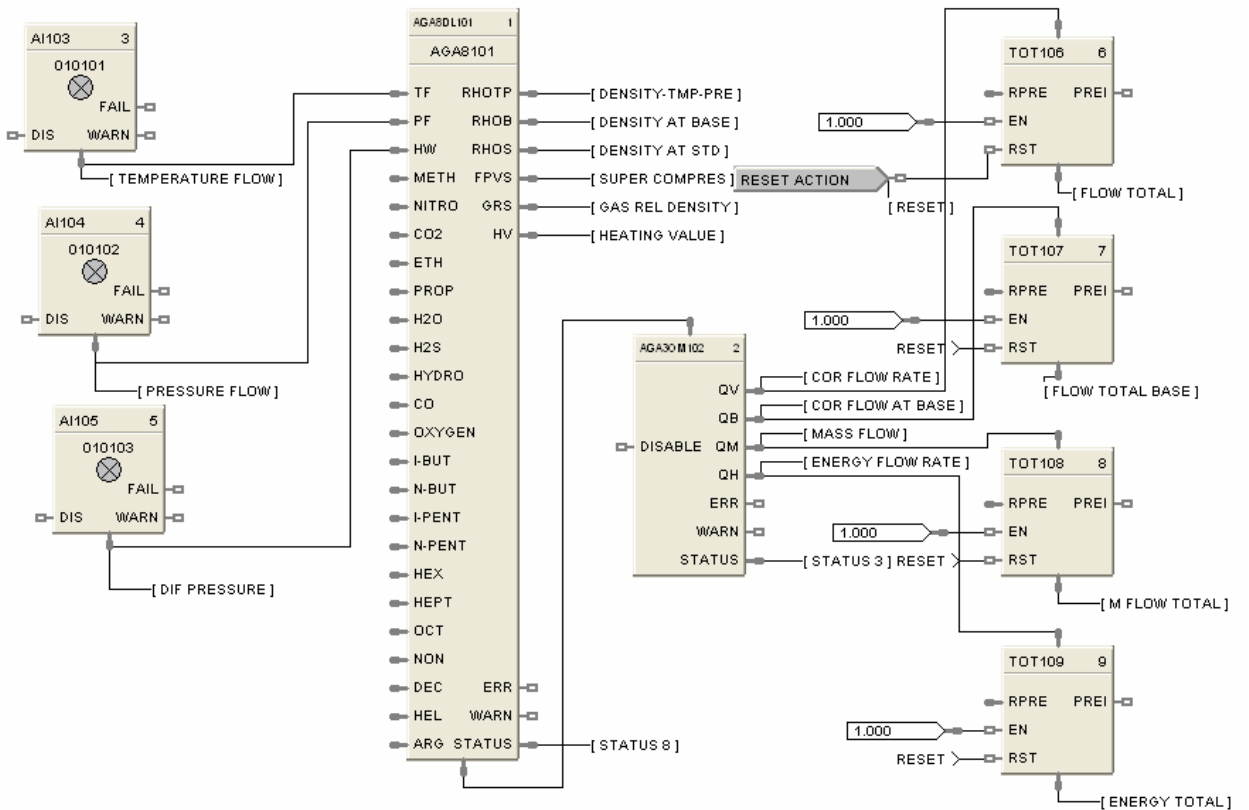 AI103 3
010101
FAIL
DIS WARN
[ TEMPERATURE FLOW ]
AI104 4
010102
FAIL
DIS WARN
[ PRESSURE FLOW ]
AI105 5
010103
FAIL
DIS WARN
[ DIF PRESSURE ]
AGA8DL101 1
AGA8101
TF RHOTP [ DENSITY-TMP-PRE ]
PF RHOB [ DENSITY AT BASE ]
HW RHOS [ DENSITY AT STD ]
METH FPVS [ SUPER COMPRES ]
NITRO GRS [ GAS REL DENSITY ]
CO2 HV [ HEATING VALUE ]
ETH
PROP
H2O
H2S
HYDRO
CO
OXYGEN
I-BUT
N-BUT
I-PENT
N-PENT
HEX
HEPT
OCT
NON
DEC ERR
HEL WARN
ARG STATUS [ STATUS 8 ]
AGA3OM102 2
QV [ COR FLOW RATE ]
QB [ COR FLOW AT BASE ]
DISABLE QM [ MASS FLOW ]
QH [ ENERGY FLOW RATE ]
ERR
WARN
STATUS [ STATUS 3 ]
TOT106 6
RPRE PREI
1.000 EN
RESET ACTION RST
[ RESET ]
[ FLOW TOTAL ]
TOT107 7
RPRE PREI
1.000 EN
RESET RST
[ FLOW TOTAL BASE ]
TOT108 8
RPRE PREI
1.000 EN
RESET RST
[ M FLOW TOTAL ]
TOT109 9
RPRE PREI
1.000 EN
RESET RST
[ ENERGY TOTAL ]